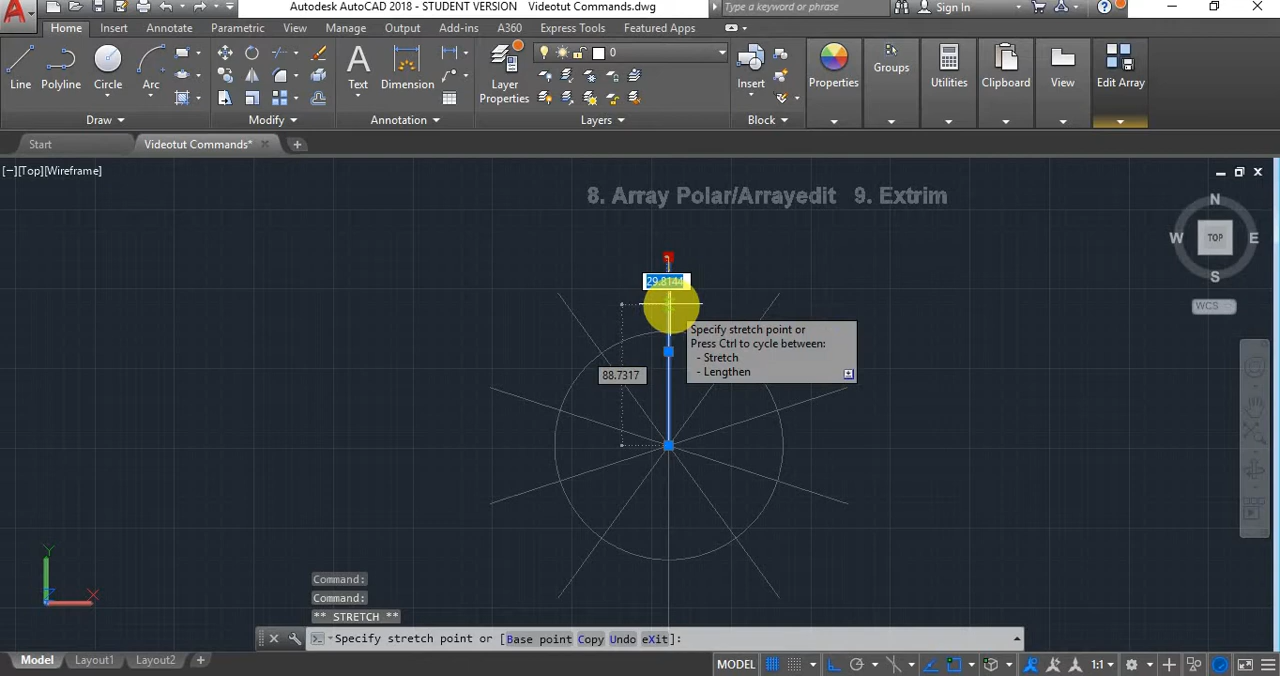 Autodesk AutoCAD 2018 - STUDENT VERSION Videotut Commands.dwg
Type a keyword or phrase
Sign In
Home Insert Annotate Parametric View Manage Output Add-ins A360 Express Tools Featured Apps
0
Line Polyline Circle Arc Text Dimension Layer Properties Insert Properties Groups Utilities Clipboard View Edit Array
Draw Modify Annotation Layers Block
Start Videotut Commands*
[−][Top][Wireframe]
8. Array Polar/Arrayedit 9. Extrim
N
W TOP E
S
WCS
29.8144
Specify stretch point or
Press Ctrl to cycle between:
- Stretch
- Lengthen
88.7317
Y
X
Command:
Command:
** STRETCH **
Specify stretch point or [Base point Copy Undo eXit]:
Model Layout1 Layout2 MODEL 1:1